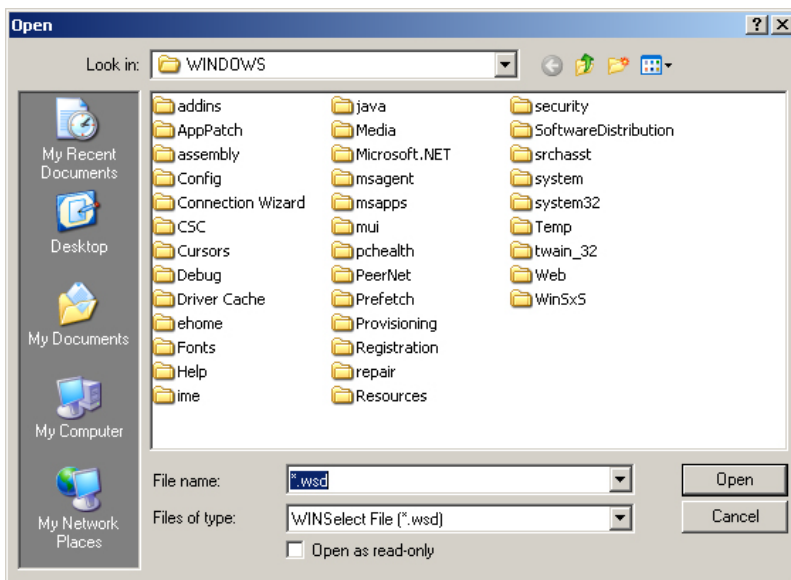 Open
Look in: WINDOWS
My Recent
Documents
Desktop
My Documents
My Computer
My Network
Places
addins
AppPatch
assembly
Config
Connection Wizard
CSC
Cursors
Debug
Driver Cache
ehome
Fonts
Help
ime
java
Media
Microsoft.NET
msagent
msapps
mui
pchealth
PeerNet
Prefetch
Provisioning
Registration
repair
Resources
security
SoftwareDistribution
srchasst
system
system32
Temp
twain_32
Web
WinSxS
File name: *.wsd Open
Files of type: WINSelect File (*.wsd) Cancel
Open as read-only